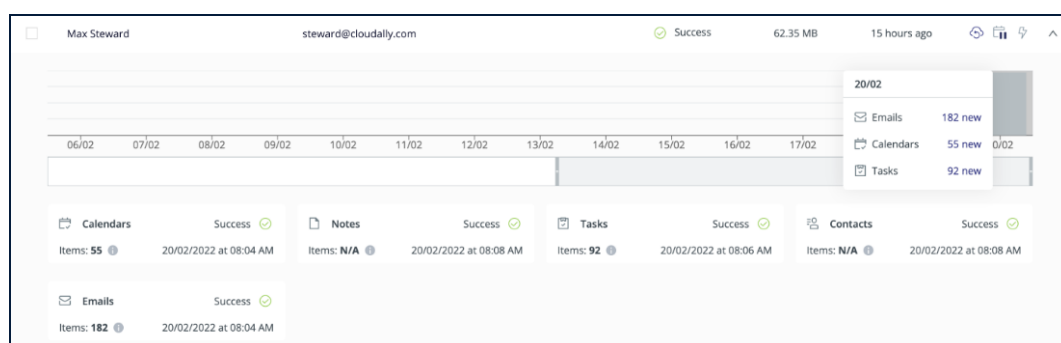 Max Steward steward@cloudally.com Success 62.35 MB 15 hours ago
20/02
Emails 182 new
Calendars 55 new
Tasks 92 new
06/02 07/02 08/02 09/02 10/02 11/02 12/02 13/02 14/02 15/02 16/02 17/02 0/02
Calendars Success
Items: 55 20/02/2022 at 08:04 AM
Notes Success
Items: N/A 20/02/2022 at 08:08 AM
Tasks Success
Items: 92 20/02/2022 at 08:06 AM
Contacts Success
Items: N/A 20/02/2022 at 08:08 AM
Emails Success
Items: 182 20/02/2022 at 08:04 AM